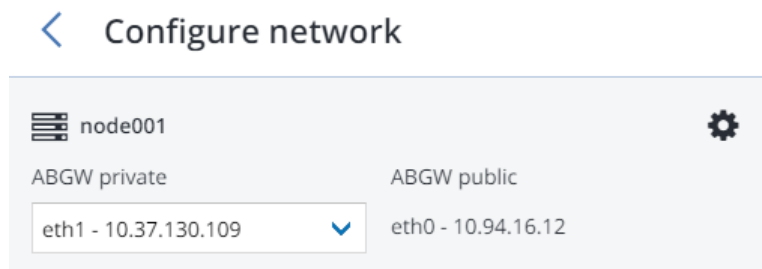 Configure network
node001
ABGW private
ABGW public
eth1 - 10.37.130.109
eth0 - 10.94.16.12